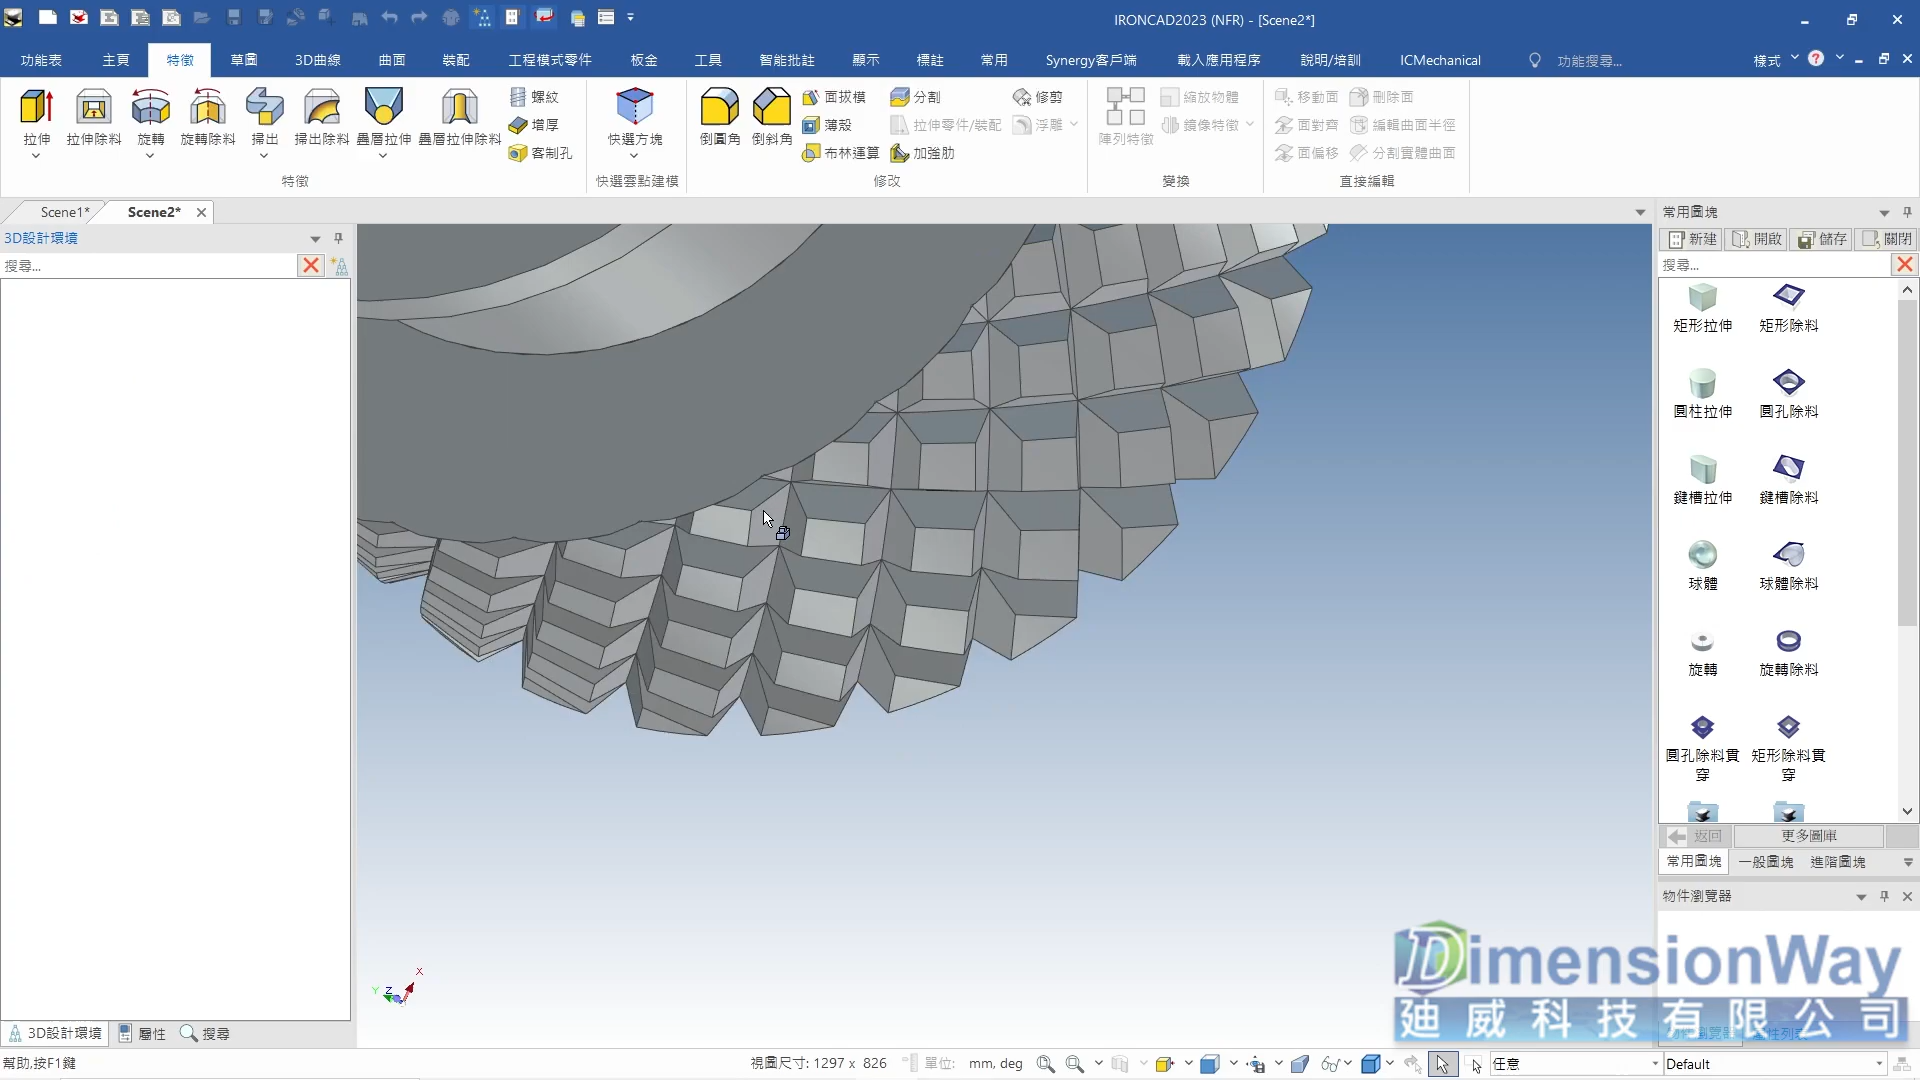 IRONCAD2023 (NFR) - [Scene2*]
功能表 主頁 特徵 草圖 3D曲線 曲面 裝配 工程模式零件 板金 工具 智能批註 顯示 標註 常用 Synergy客戶端 載入應用程序 說明/培訓 ICMechanical 功能搜尋... 樣式
拉伸 拉伸除料 旋轉 旋轉除料 掃出 掃出除料 疊層拉伸 疊層拉伸除料
螺紋
增厚
客制孔
特徵
快選方塊
快選雲點建模
倒圓角 倒斜角
面拔模 分割 修剪
薄殼 拉伸零件/裝配 浮雕
布林運算 加強肋
修改
陣列特徵
縮放物體
鏡像特徵
變換
移動面 刪除面
面對齊 編輯曲面半徑
面偏移 分割實體曲面
直接編輯
Scene1* Scene2*
3D設計環境
搜尋...
常用圖塊
新建 開啟 儲存 關閉
搜尋...
矩形拉伸 矩形除料
圓柱拉伸 圓孔除料
鍵槽拉伸 鍵槽除料
球體 球體除料
旋轉 旋轉除料
圓孔除料貫穿 矩形除料貫穿
返回 更多圖庫
常用圖塊 一般圖塊 進階圖塊
物件瀏覽器
X
Y Z
DimensionWay
廸威科技有限公司
3D設計環境 屬性 搜尋
幫助,按F1鍵 視圖尺寸: 1297 x 826 單位: mm, deg 任意 Default